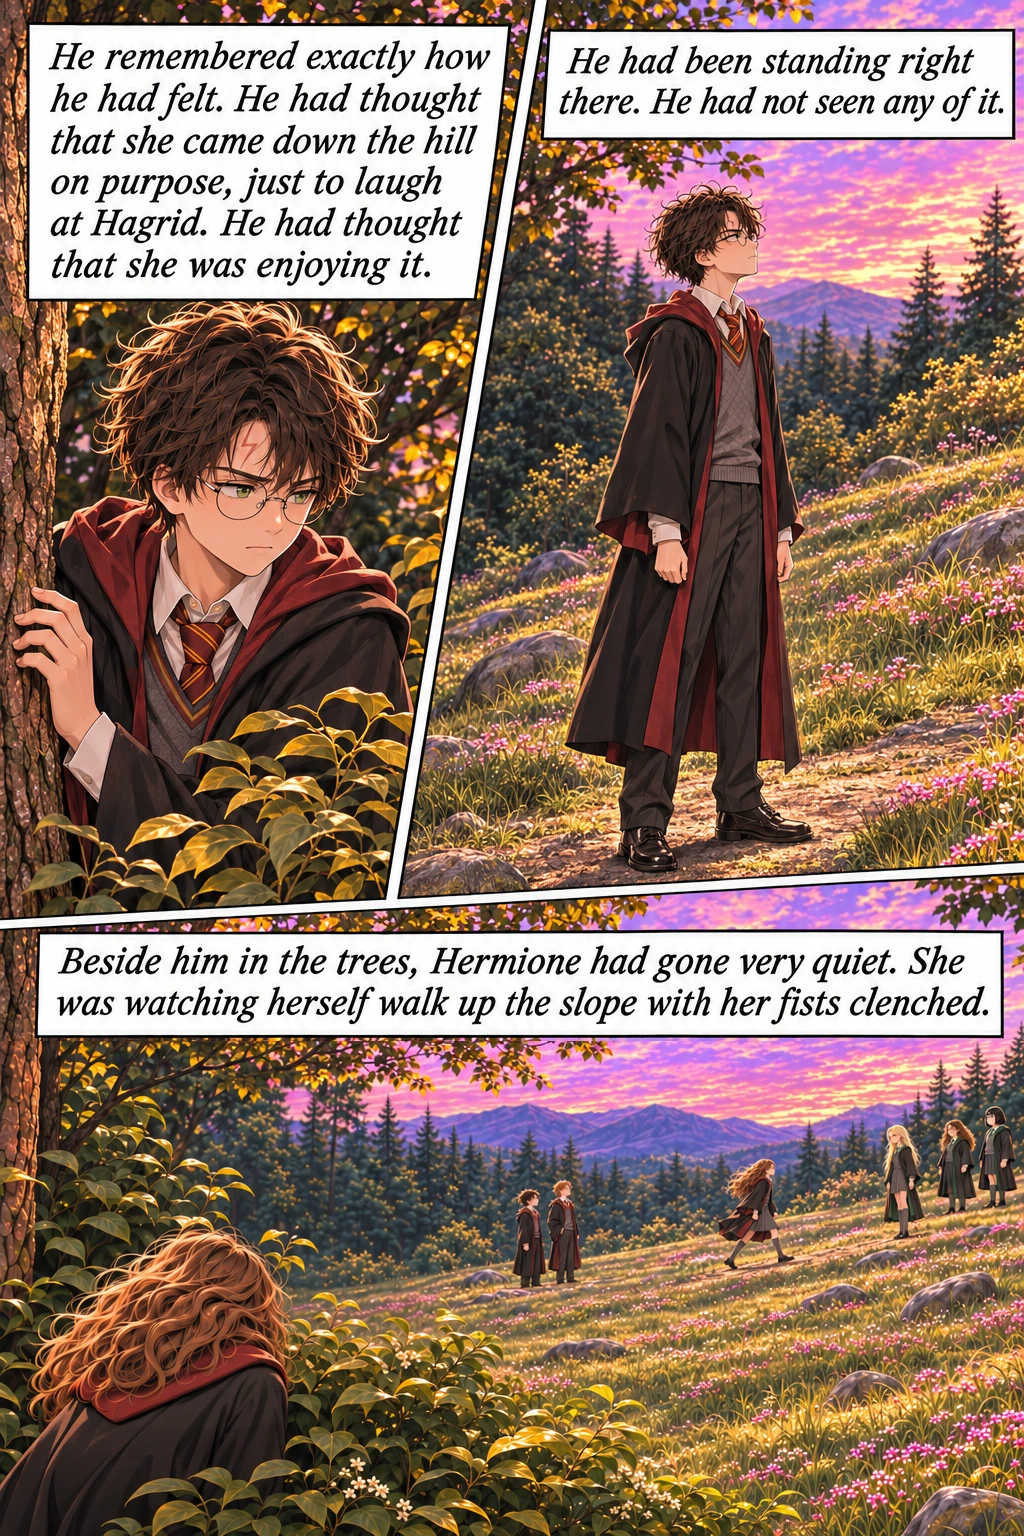 He remembered exactly how
he had felt. He had thought
that she came down the hill
on purpose, just to laugh
at Hagrid. He had thought
that she was enjoying it.
He had been standing right
there. He had not seen any of it.
Beside him in the trees, Hermione had gone very quiet. She
was watching herself walk up the slope with her fists clenched.